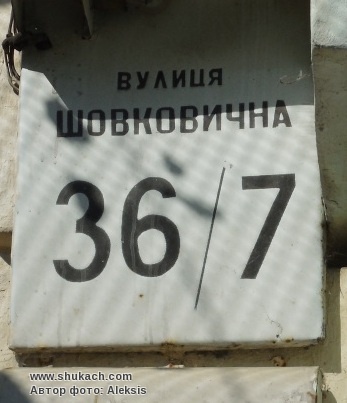 ВУЛИЦЯ
ШОВКОВИЧНА
36/7
www.shukach.com
Автор фото: Aleksis